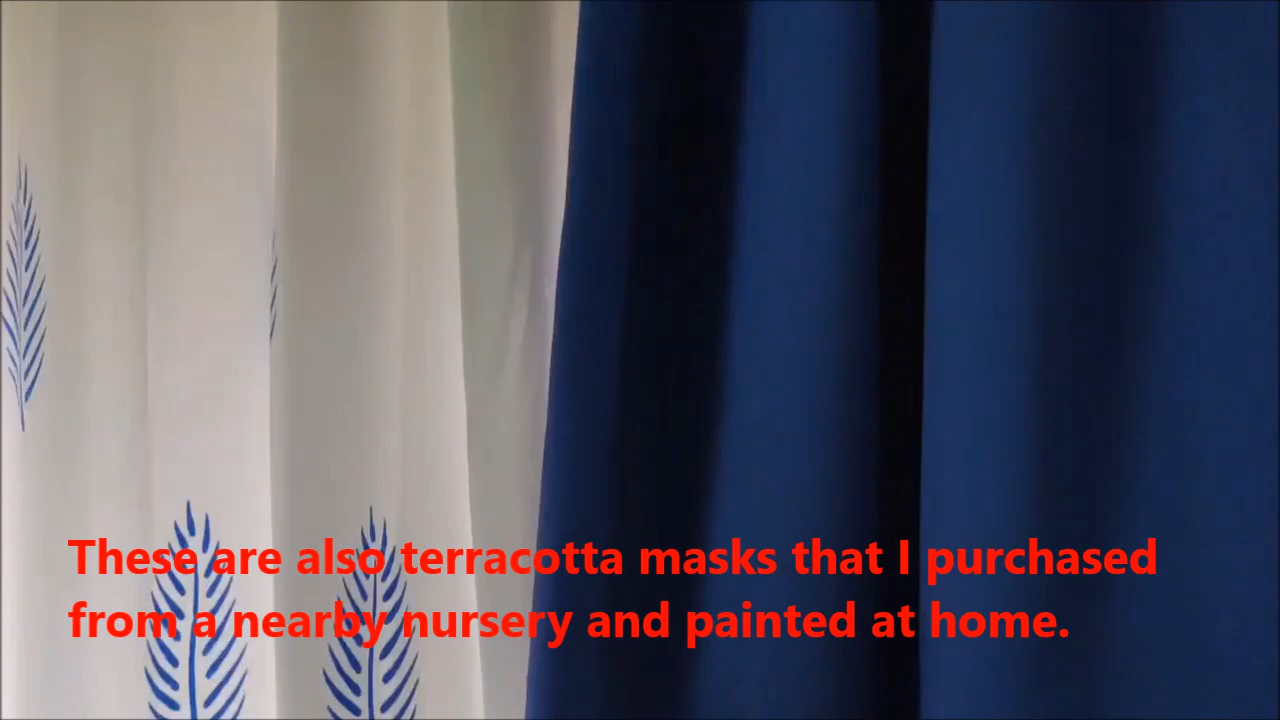 These are also terracotta masks that I purchased
from a nearby nursery and painted at home.